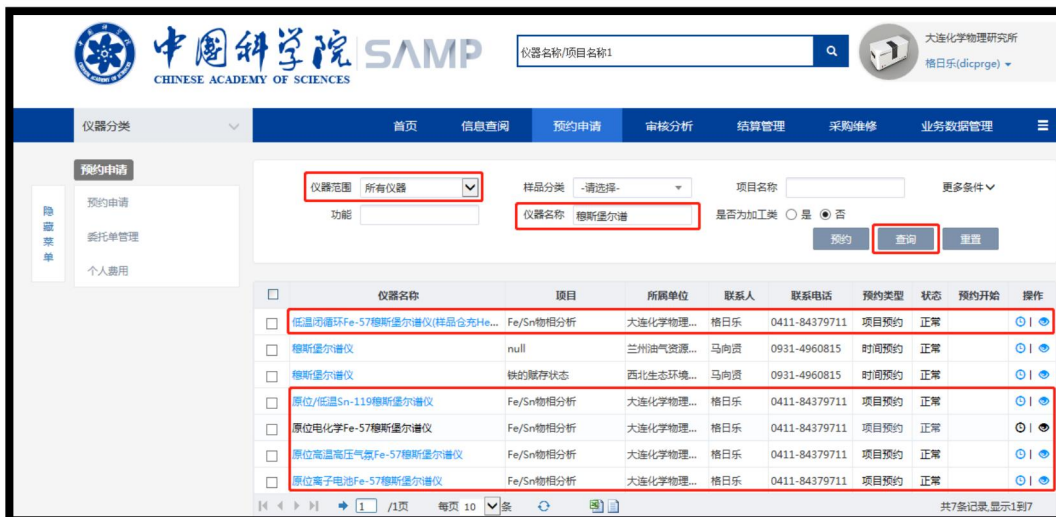 中国科学院 SAMP
CHINESE ACADEMY OF SCIENCES
仪器名称/项目名称1
大连化学物理研究所
格日乐(dicprge)
仪器分类
首页 信息查阅 预约申请 审核分析 结算管理 采购维修 业务数据管理
预约申请
预约申请
委托单管理
个人费用
隐藏菜单
仪器范围 所有仪器 样品分类 -请选择- 项目名称 更多条件
功能 仪器名称 穆斯堡尔谱 是否为加工类 是 否
预约 查询 重置
仪器名称 项目 所属单位 联系人 联系电话 预约类型 状态 预约开始 操作
低温闭循环Fe-57穆斯堡尔谱仪(样品仓充He... Fe/Sn物相分析 大连化学物理... 格日乐 0411-84379711 项目预约 正常
穆斯堡尔谱仪 null 兰州油气资源... 马向贤 0931-4960815 时间预约 正常
穆斯堡尔谱仪 铁的赋存状态 西北生态环境... 马向贤 0931-4960815 时间预约 正常
原位/低温Sn-119穆斯堡尔谱仪 Fe/Sn物相分析 大连化学物理... 格日乐 0411-84379711 项目预约 正常
原位电化学Fe-57穆斯堡尔谱仪 Fe/Sn物相分析 大连化学物理... 格日乐 0411-84379711 项目预约 正常
原位高温高压气氛Fe-57穆斯堡尔谱仪 Fe/Sn物相分析 大连化学物理... 格日乐 0411-84379711 项目预约 正常
原位离子电池Fe-57穆斯堡尔谱仪 Fe/Sn物相分析 大连化学物理... 格日乐 0411-84379711 项目预约 正常
1 /1页 每页 10 条 共7条记录,显示1到7